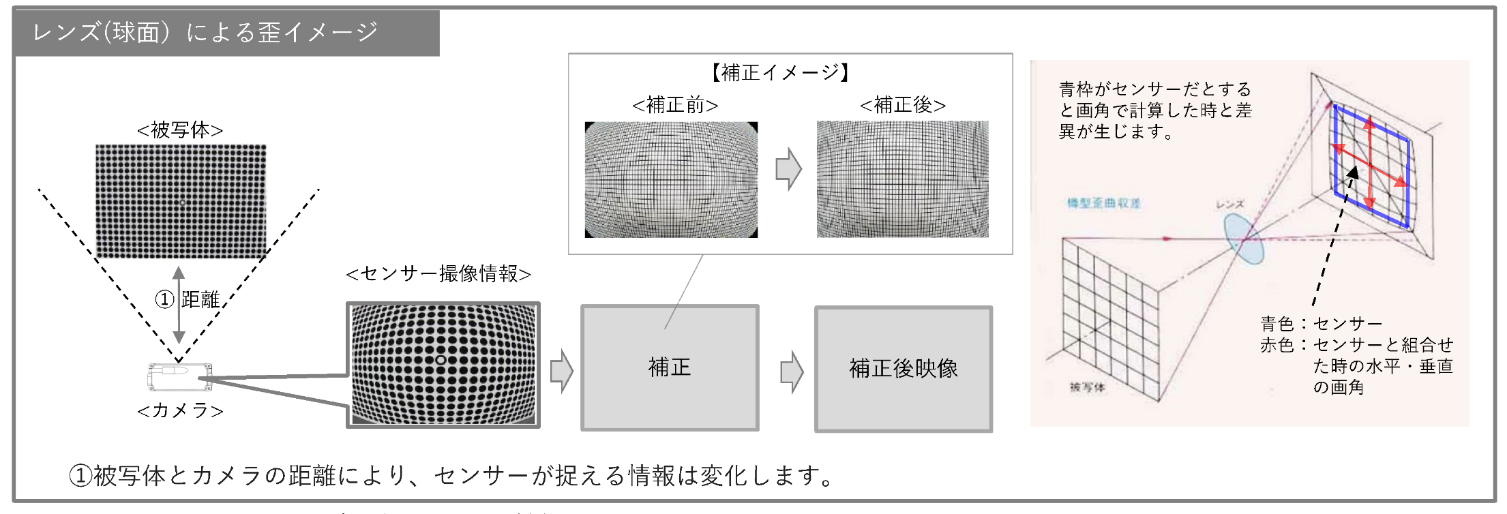 レンズ(球面）による歪イメージ
<被写体>
①距離
<カメラ>
<センサー撮像情報>
【補正イメージ】
<補正前>
<補正後>
補正
補正後映像
青枠がセンサーだとする
と画角で計算した時と差
異が生じます。
樽型歪曲収差
レンズ
被写体
青色：センサー
赤色：センサーと組合せ
た時の水平・垂直
の画角
①被写体とカメラの距離により、センサーが捉える情報は変化します。